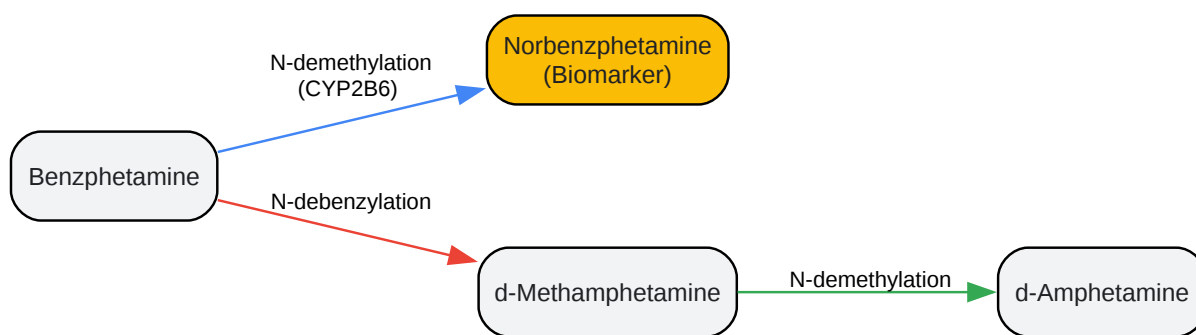 Norbenzphetamine
(Biomarker)
N-demethylation
(CYP2B6)
Benzphetamine
N-debenzylation
d-Methamphetamine
N-demethylation
d-Amphetamine